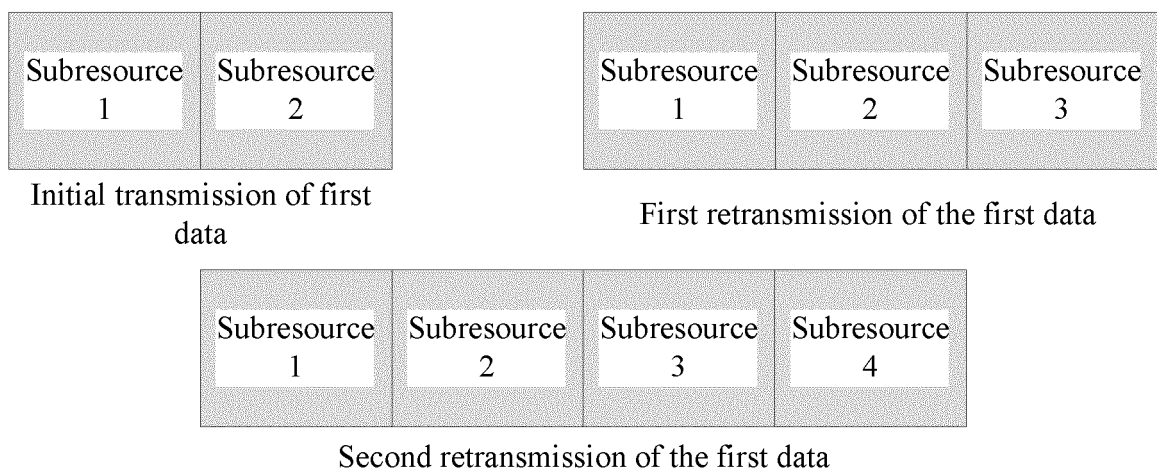 Subresource
1
Subresource
2
Initial transmission of first
data
Subresource
1
Subresource
2
Subresource
3
First retransmission of the first data
Subresource
1
Subresource
2
Subresource
3
Subresource
4
Second retransmission of the first data